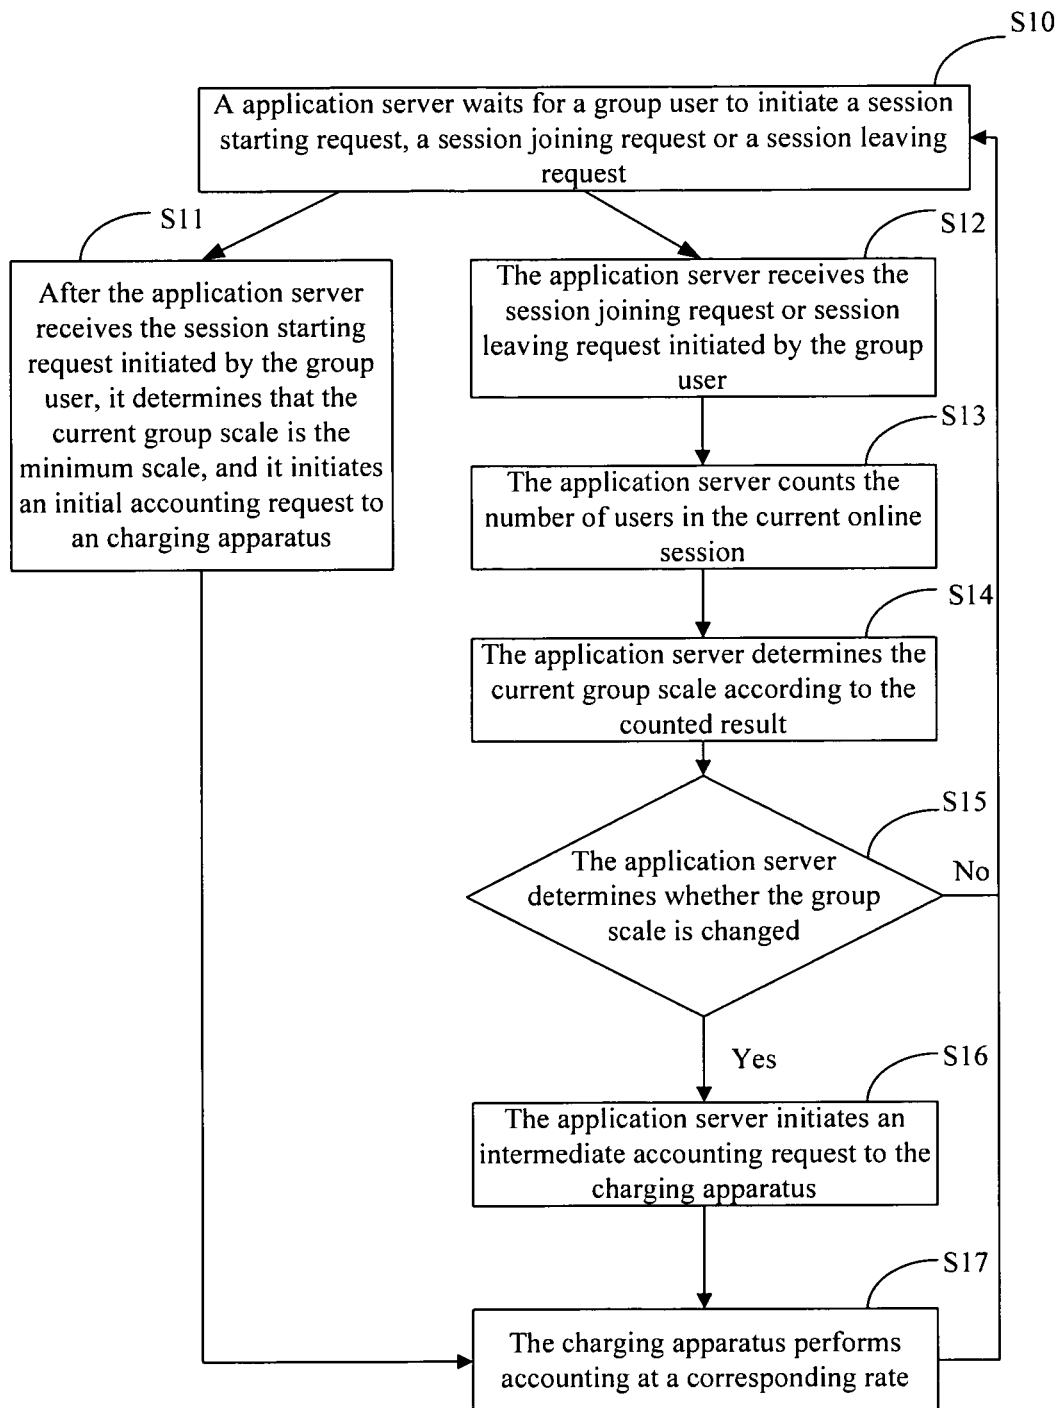 S10
A application server waits for a group user to initiate a session
starting request, a session joining request or a session leaving
request
S11
After the application server
receives the session starting
request initiated by the group
user, it determines that the
current group scale is the
minimum scale, and it initiates
an initial accounting request to
an charging apparatus
S12
The application server receives the
session joining request or session
leaving request initiated by the group
user
S13
The application server counts the
number of users in the current online
session
S14
The application server determines the
current group scale according to the
counted result
S15
The application server
determines whether the group
scale is changed
No
Yes
S16
The application server initiates an
intermediate accounting request to the
charging apparatus
S17
The charging apparatus performs
accounting at a corresponding rate